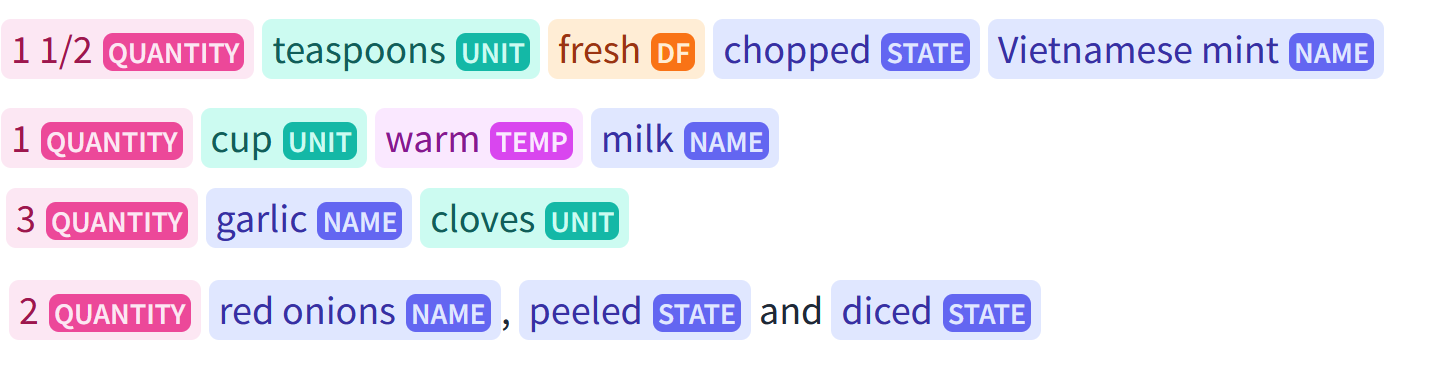 1 1/2 QUANTITY teaspoons UNIT fresh DF chopped STATE Vietnamese mint NAME
1 QUANTITY cup UNIT warm TEMP milk NAME
3 QUANTITY garlic NAME cloves UNIT
2 QUANTITY red onions NAME , peeled STATE and diced STATE